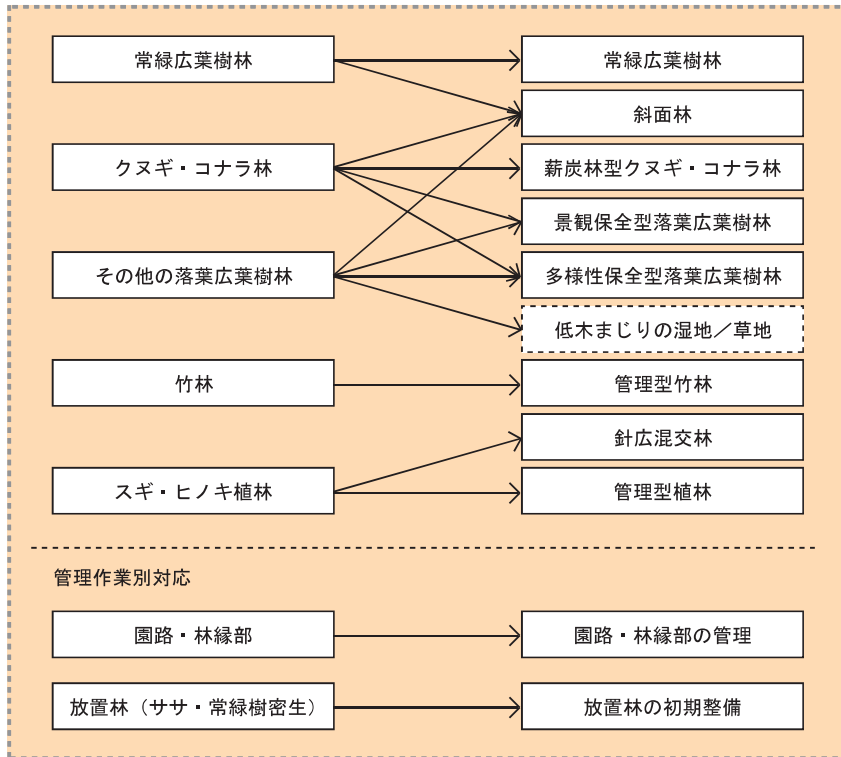 常緑広葉樹林
常緑広葉樹林
斜面林
クヌギ・コナラ林
薪炭林型クヌギ・コナラ林
景観保全型落葉広葉樹林
その他の落葉広葉樹林
多様性保全型落葉広葉樹林
低木まじりの湿地／草地
竹林
管理型竹林
針広混交林
スギ・ヒノキ植林
管理型植林
管理作業別対応
園路・林縁部
園路・林縁部の管理
放置林（ササ・常緑樹密生）
放置林の初期整備